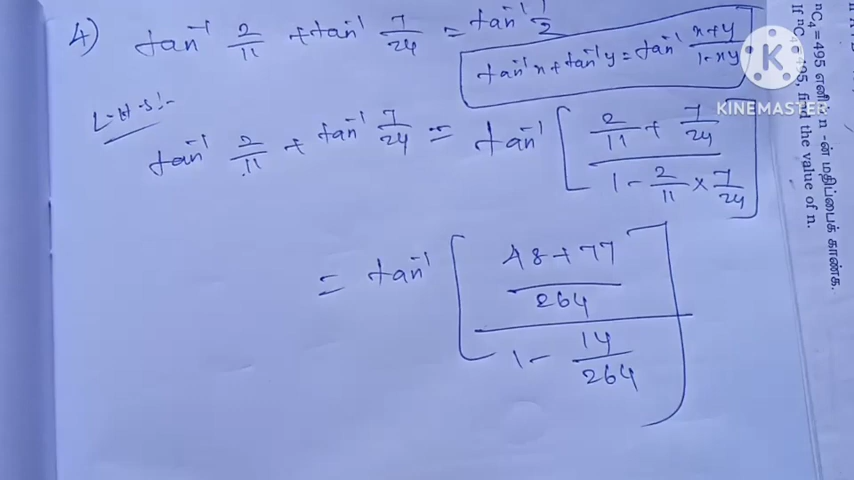 4) tan⁻¹ 2/11 + tan⁻¹ 7/24 = tan⁻¹ 1/2
tan⁻¹x + tan⁻¹y = tan⁻¹ (x+y)/(1-xy)
L.H.S:-
tan⁻¹ 2/11 + tan⁻¹ 7/24 = tan⁻¹ [ (2/11 + 7/24) / (1 - 2/11 × 7/24) ]
= tan⁻¹ [ ((48+77)/264) / (1 - 14/264) ]
KINEMASTER
ⁿC₄ = 495 எனில் n -ன் மதிப்பைக் காண்க.
If ⁿC₄ = 495, find the value of n.